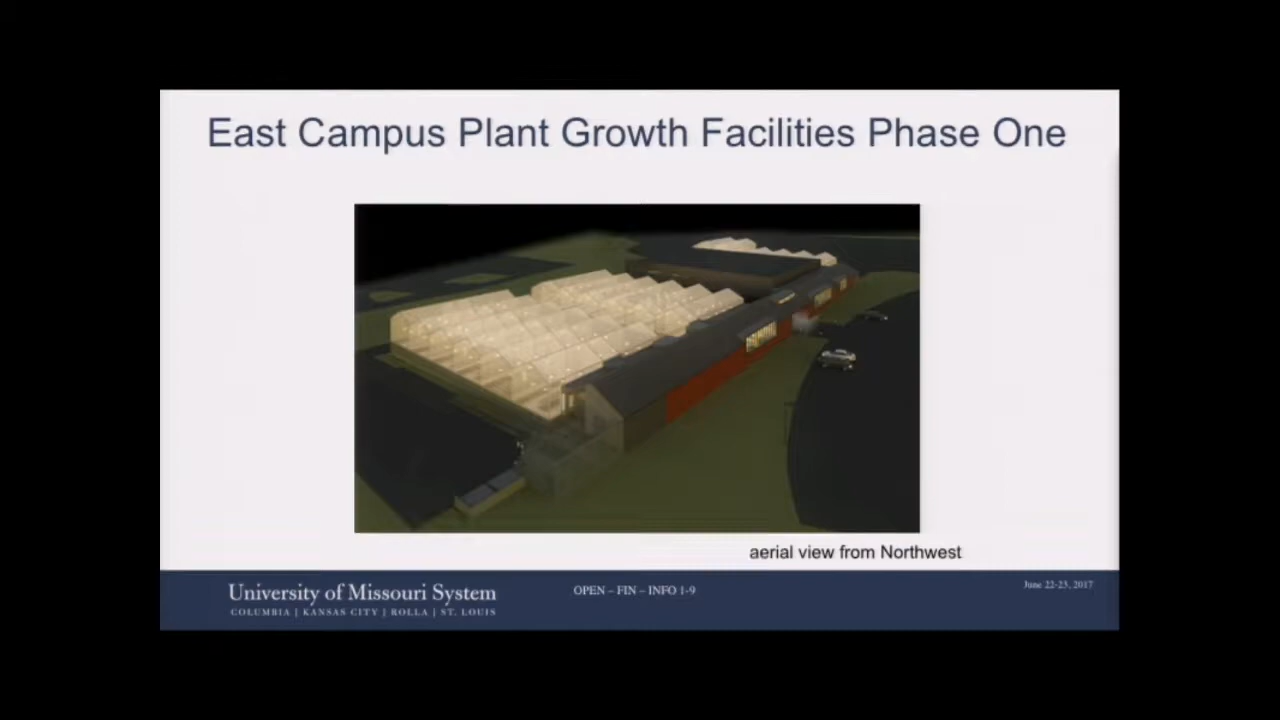 East Campus Plant Growth Facilities Phase One
aerial view from Northwest
University of Missouri System
COLUMBIA | KANSAS CITY | ROLLA | ST. LOUIS
OPEN – FIN – INFO 1-9
June 22-23, 2017